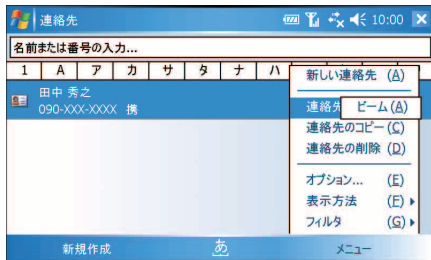 連絡先 10:00
名前または番号の入力...
1 A ア カ サ タ ナ ハ
田中 秀之
090-XXX-XXXX 携
新しい連絡先 (A)
連絡先 ビーム(A)
連絡先のコピー(C)
連絡先の削除 (D)
オプション... (E)
表示方法 (F)
フィルタ (G)
新規作成 あ メニュー